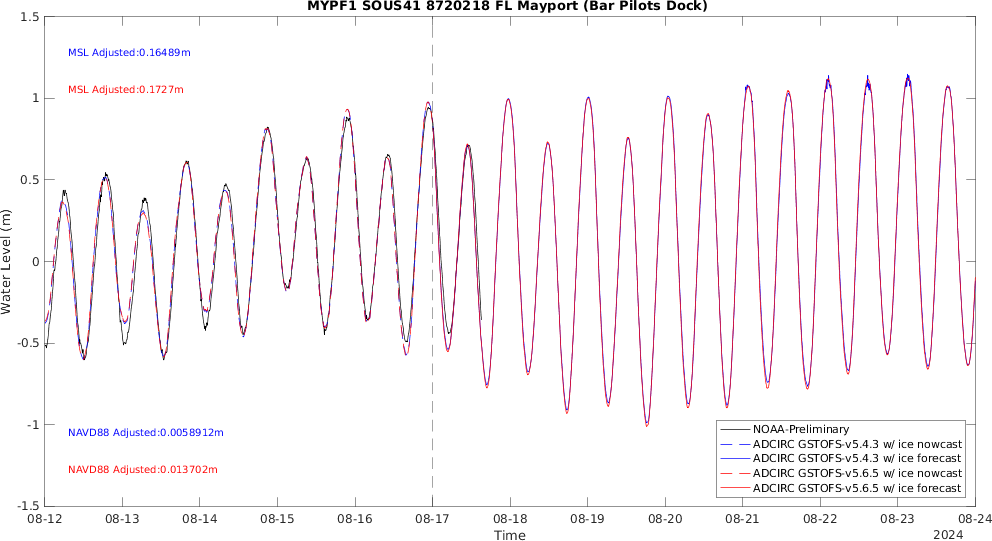 MYPF1 SOUS41 8720218 FL Mayport (Bar Pilots Dock)
1.5
MSL Adjusted:0.16489m
MSL Adjusted:0.1727m
1
0.5
0
-0.5
-1
-1.5
Water Level (m)
NAVD88 Adjusted:0.0058912m
NAVD88 Adjusted:0.013702m
NOAA-Preliminary
ADCIRC GSTOFS-v5.4.3 w/ ice nowcast
ADCIRC GSTOFS-v5.4.3 w/ ice forecast
ADCIRC GSTOFS-v5.6.5 w/ ice nowcast
ADCIRC GSTOFS-v5.6.5 w/ ice forecast
08-12 08-13 08-14 08-15 08-16 08-17 08-18 08-19 08-20 08-21 08-22 08-23 08-24
Time
2024